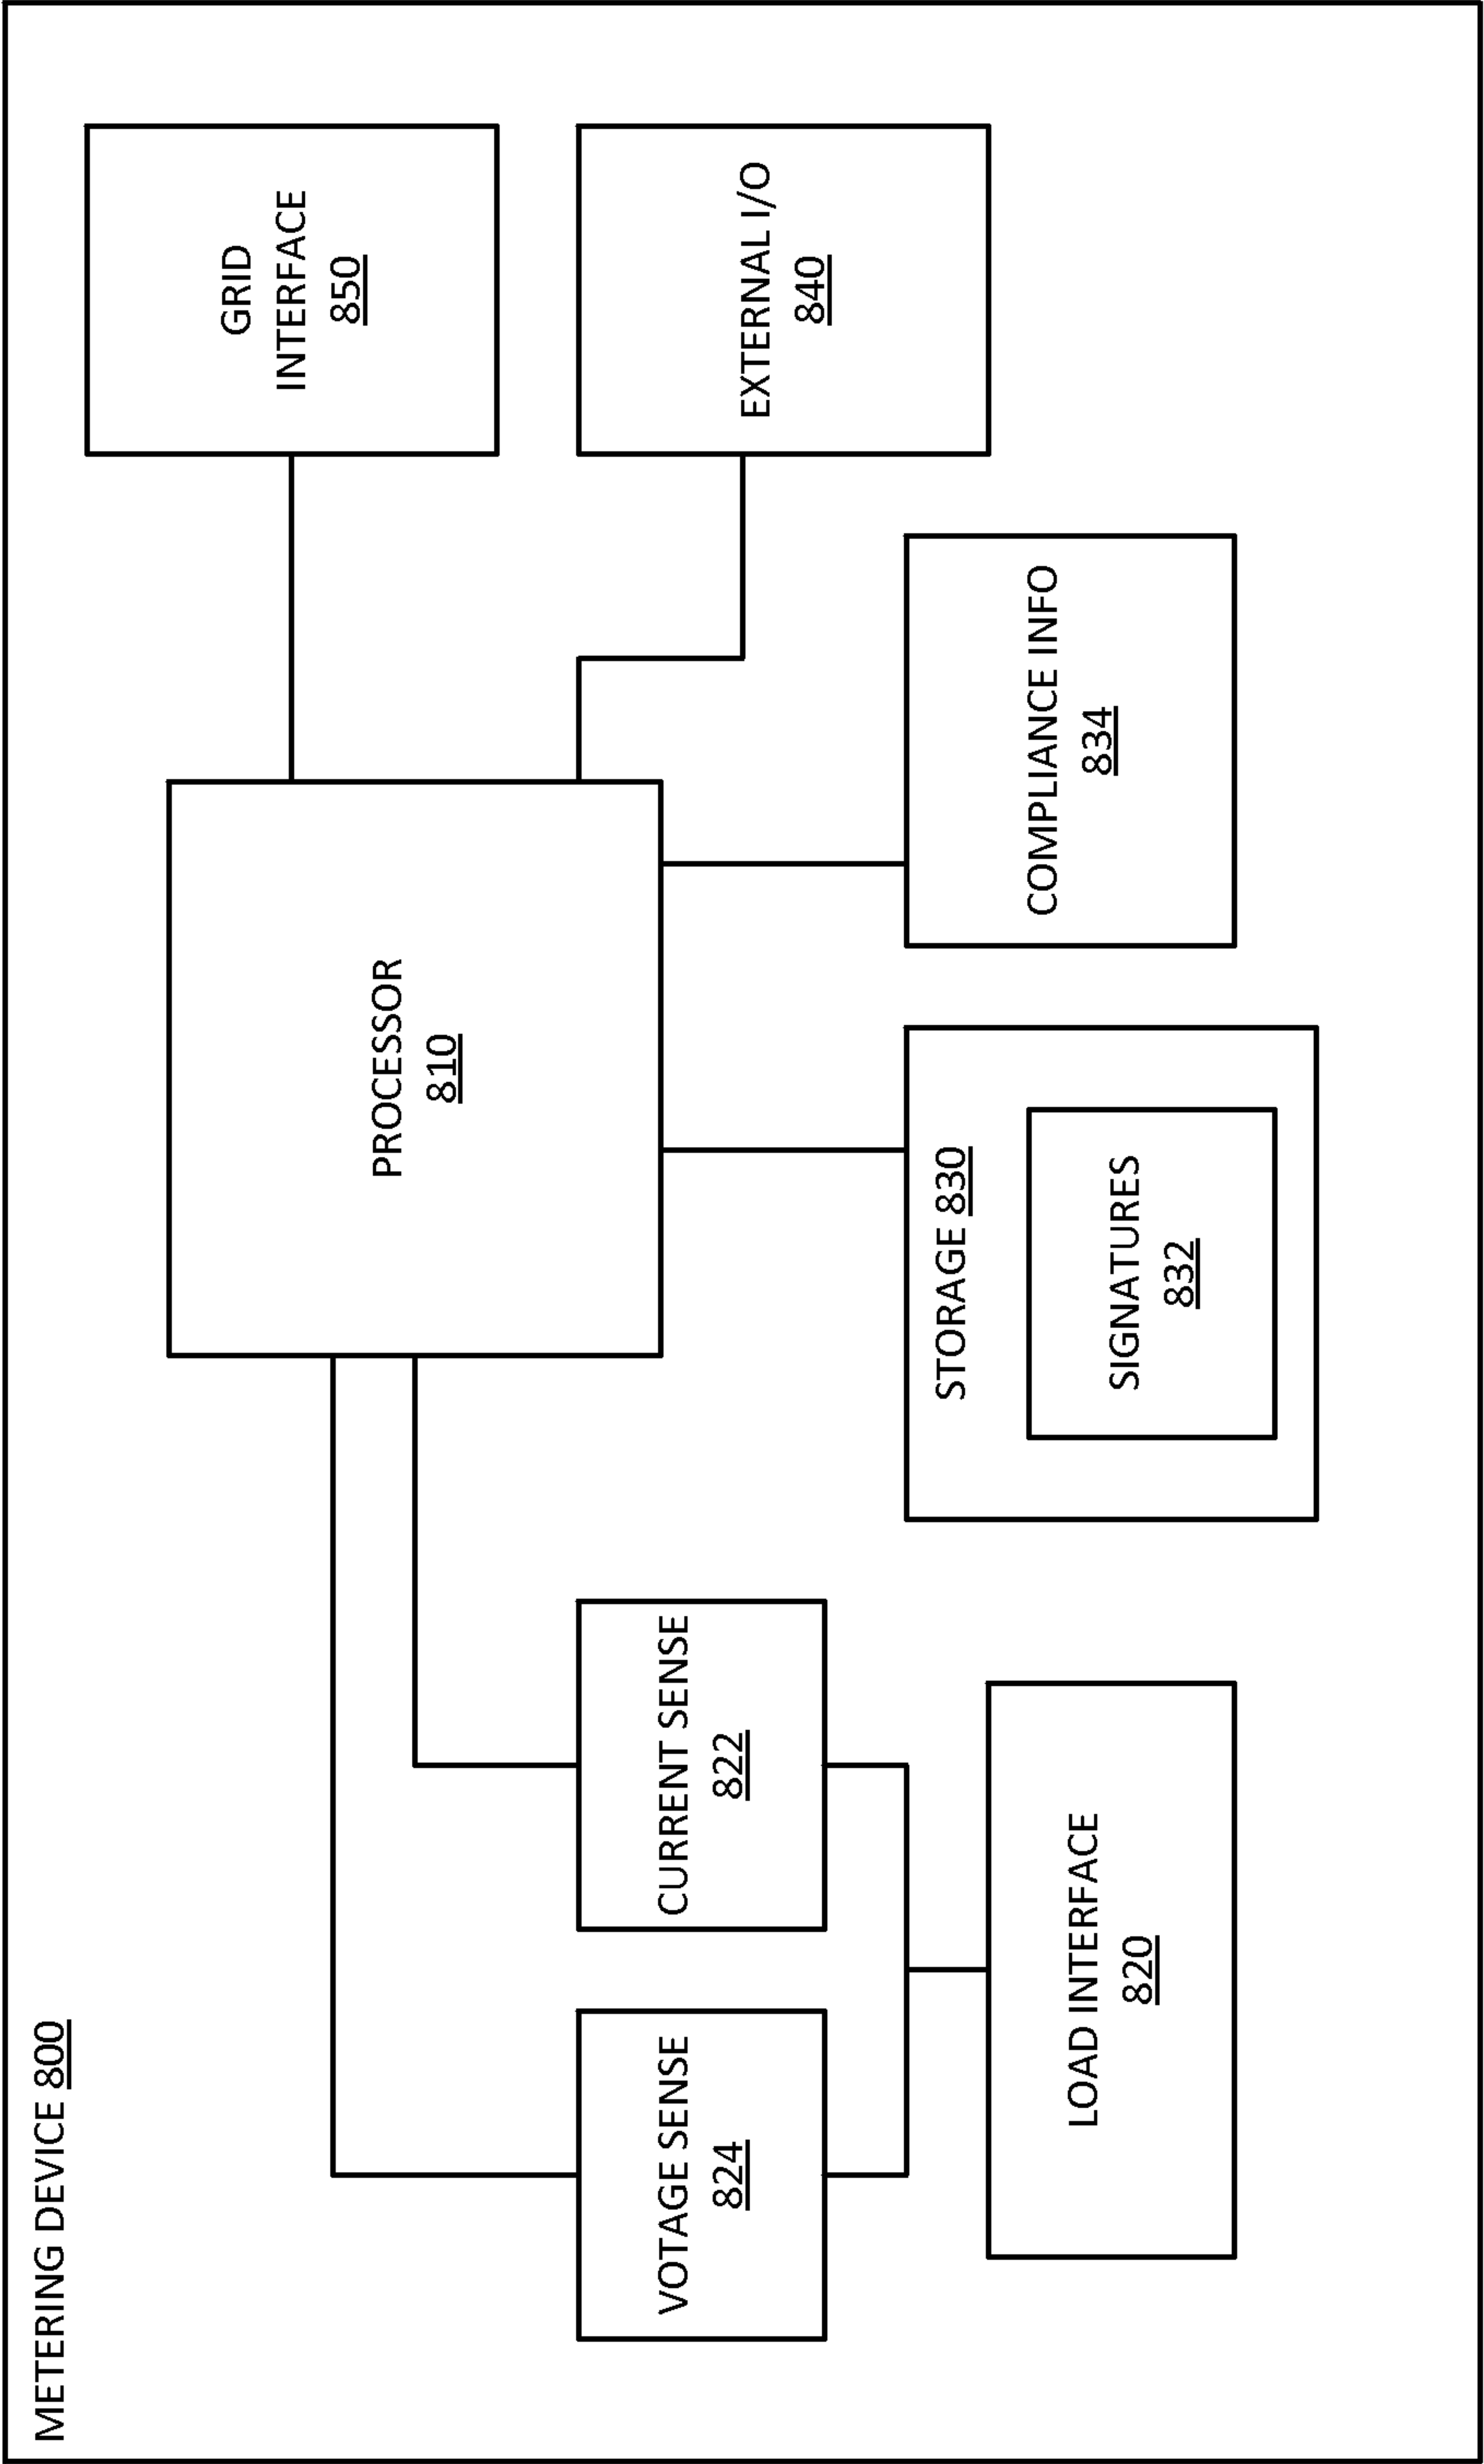 METERING DEVICE 800
GRID
INTERFACE
850
PROCESSOR
810
EXTERNAL I/O
840
VOTAGE SENSE
824
CURRENT SENSE
822
STORAGE 830
SIGNATURES
832
COMPLIANCE INFO
834
LOAD INTERFACE
820